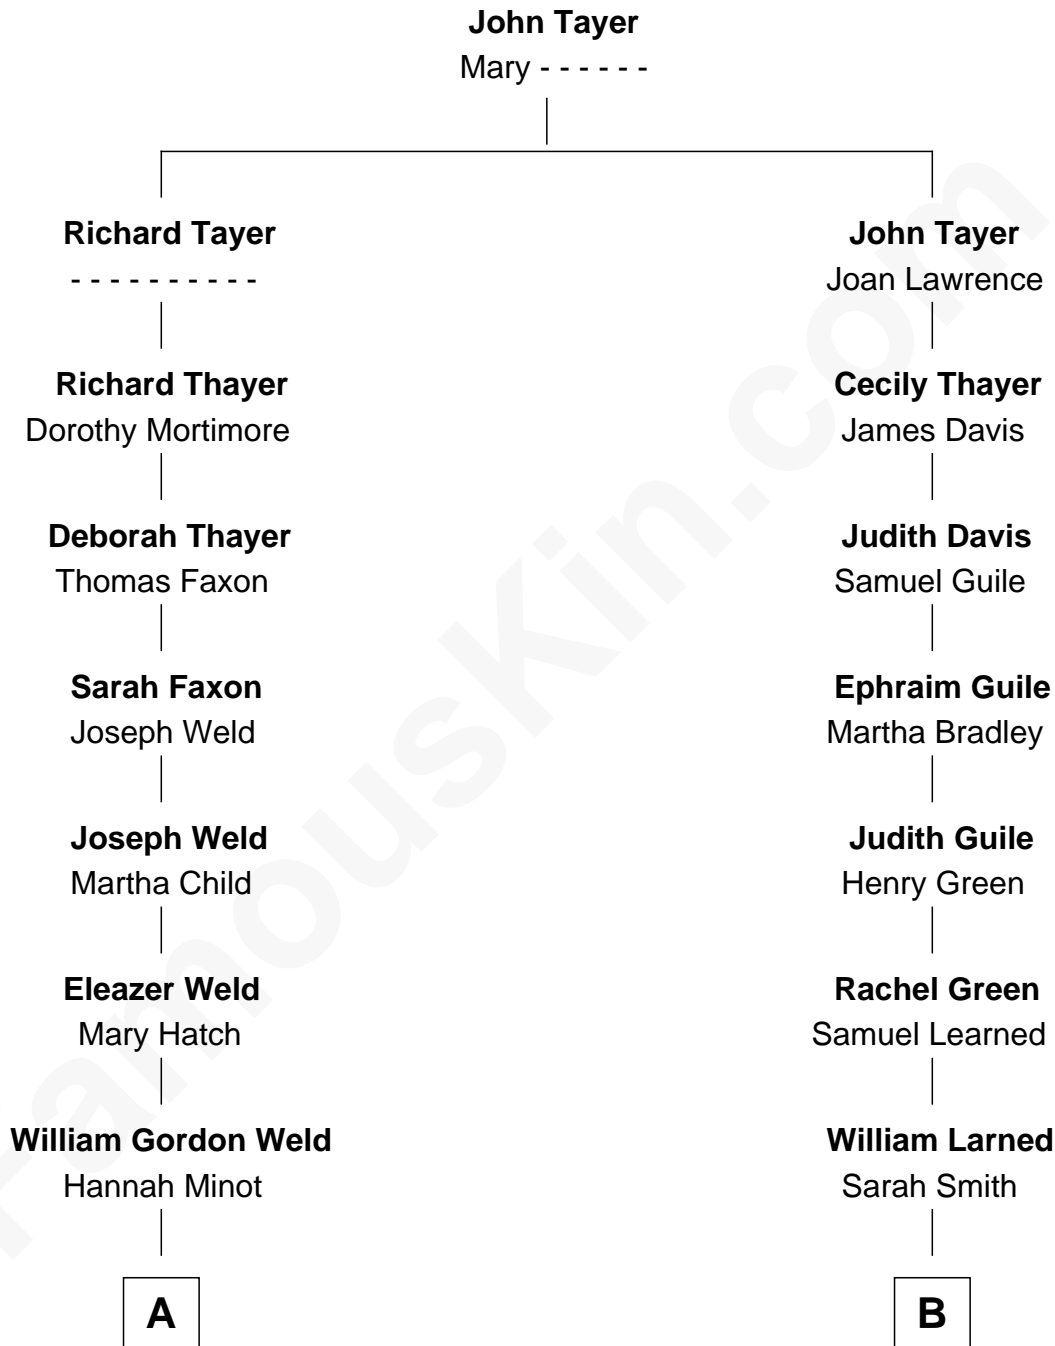 John Tayer
Mary - - - - - -
Richard Tayer
- - - - - - - - - -
John Tayer
Joan Lawrence
Richard Thayer
Dorothy Mortimore
Cecily Thayer
James Davis
Deborah Thayer
Thomas Faxon
Judith Davis
Samuel Guile
Sarah Faxon
Joseph Weld
Ephraim Guile
Martha Bradley
Joseph Weld
Martha Child
Judith Guile
Henry Green
Eleazer Weld
Mary Hatch
Rachel Green
Samuel Learned
William Gordon Weld
Hannah Minot
William Larned
Sarah Smith
A
B
FamousKin.com